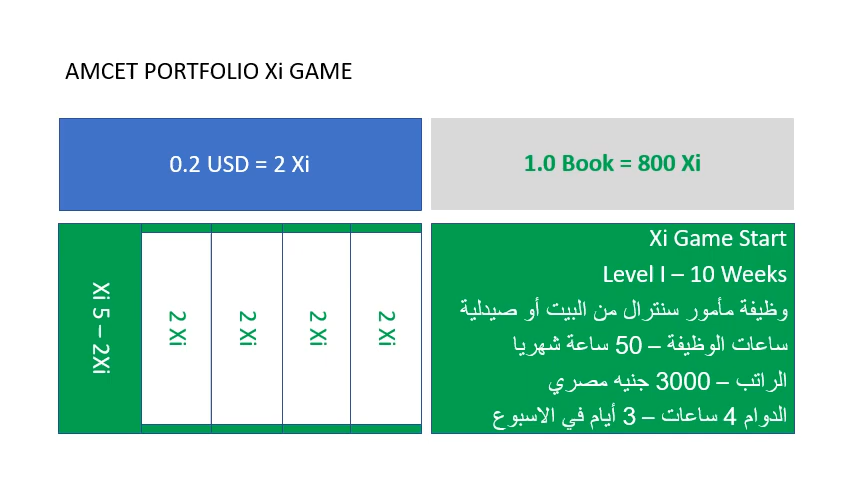 AMCET PORTFOLIO Xi GAME
0.2 USD = 2 Xi
1.0 Book = 800 Xi
Xi 5 – 2Xi
2 Xi
2 Xi
2 Xi
2 Xi
Xi Game Start
Level I – 10 Weeks
وظيفة مأمور سنترال من البيت أو صيدلية
ساعات الوظيفة – 50 ساعة شهريا
الراتب – 3000 جنيه مصري
الدوام 4 ساعات – 3 أيام في الاسبوع